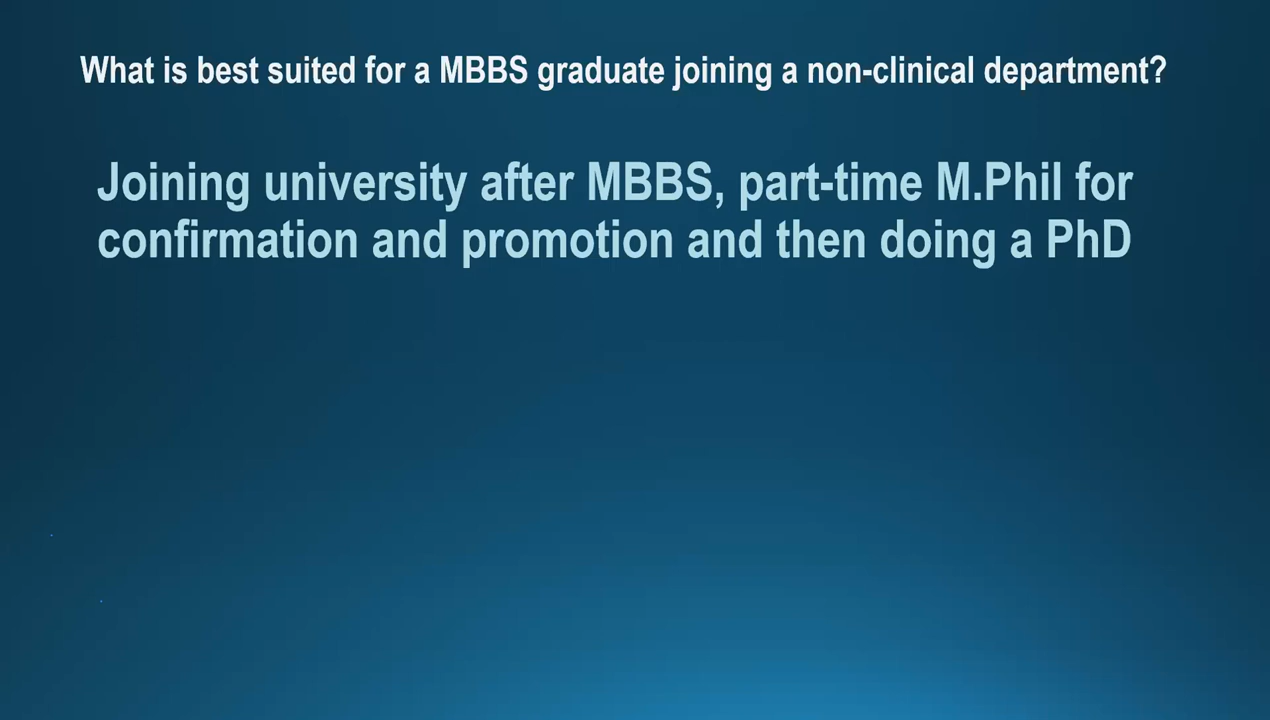 What is best suited for a MBBS graduate joining a non-clinical department?
Joining university after MBBS, part-time M.Phil for
confirmation and promotion and then doing a PhD